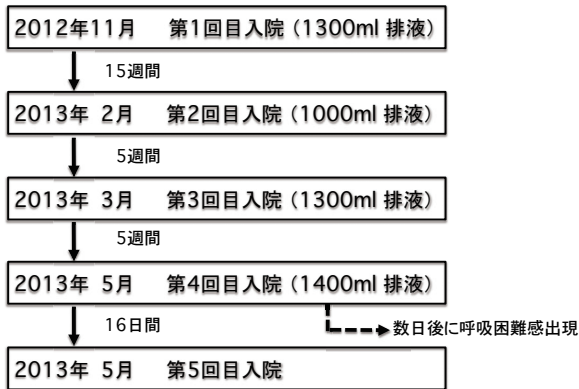 2012年11月　第1回目入院（1300ml 排液）
15週間
2013年 2月　第2回目入院（1000ml 排液）
5週間
2013年 3月　第3回目入院（1300ml 排液）
5週間
2013年 5月　第4回目入院（1400ml 排液）
16日間
数日後に呼吸困難感出現
2013年 5月　第5回目入院